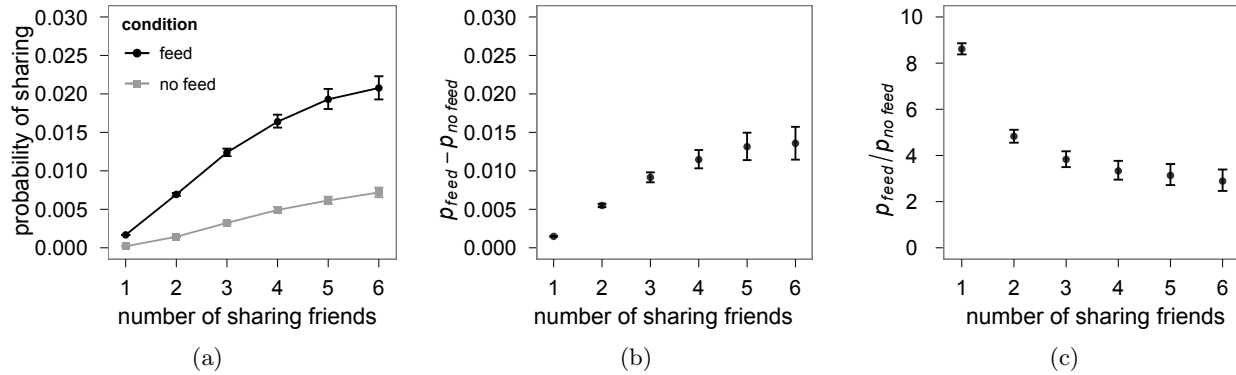 0.030
0.025
0.020
0.015
0.010
0.005
0.000
probability of sharing
condition
feed
no feed
1 2 3 4 5 6
number of sharing friends
(a)
0.030
0.025
0.020
0.015
0.010
0.005
0.000
p_feed − p_no feed
1 2 3 4 5 6
number of sharing friends
(b)
10
8
6
4
2
0
p_feed / p_no feed
1 2 3 4 5 6
number of sharing friends
(c)